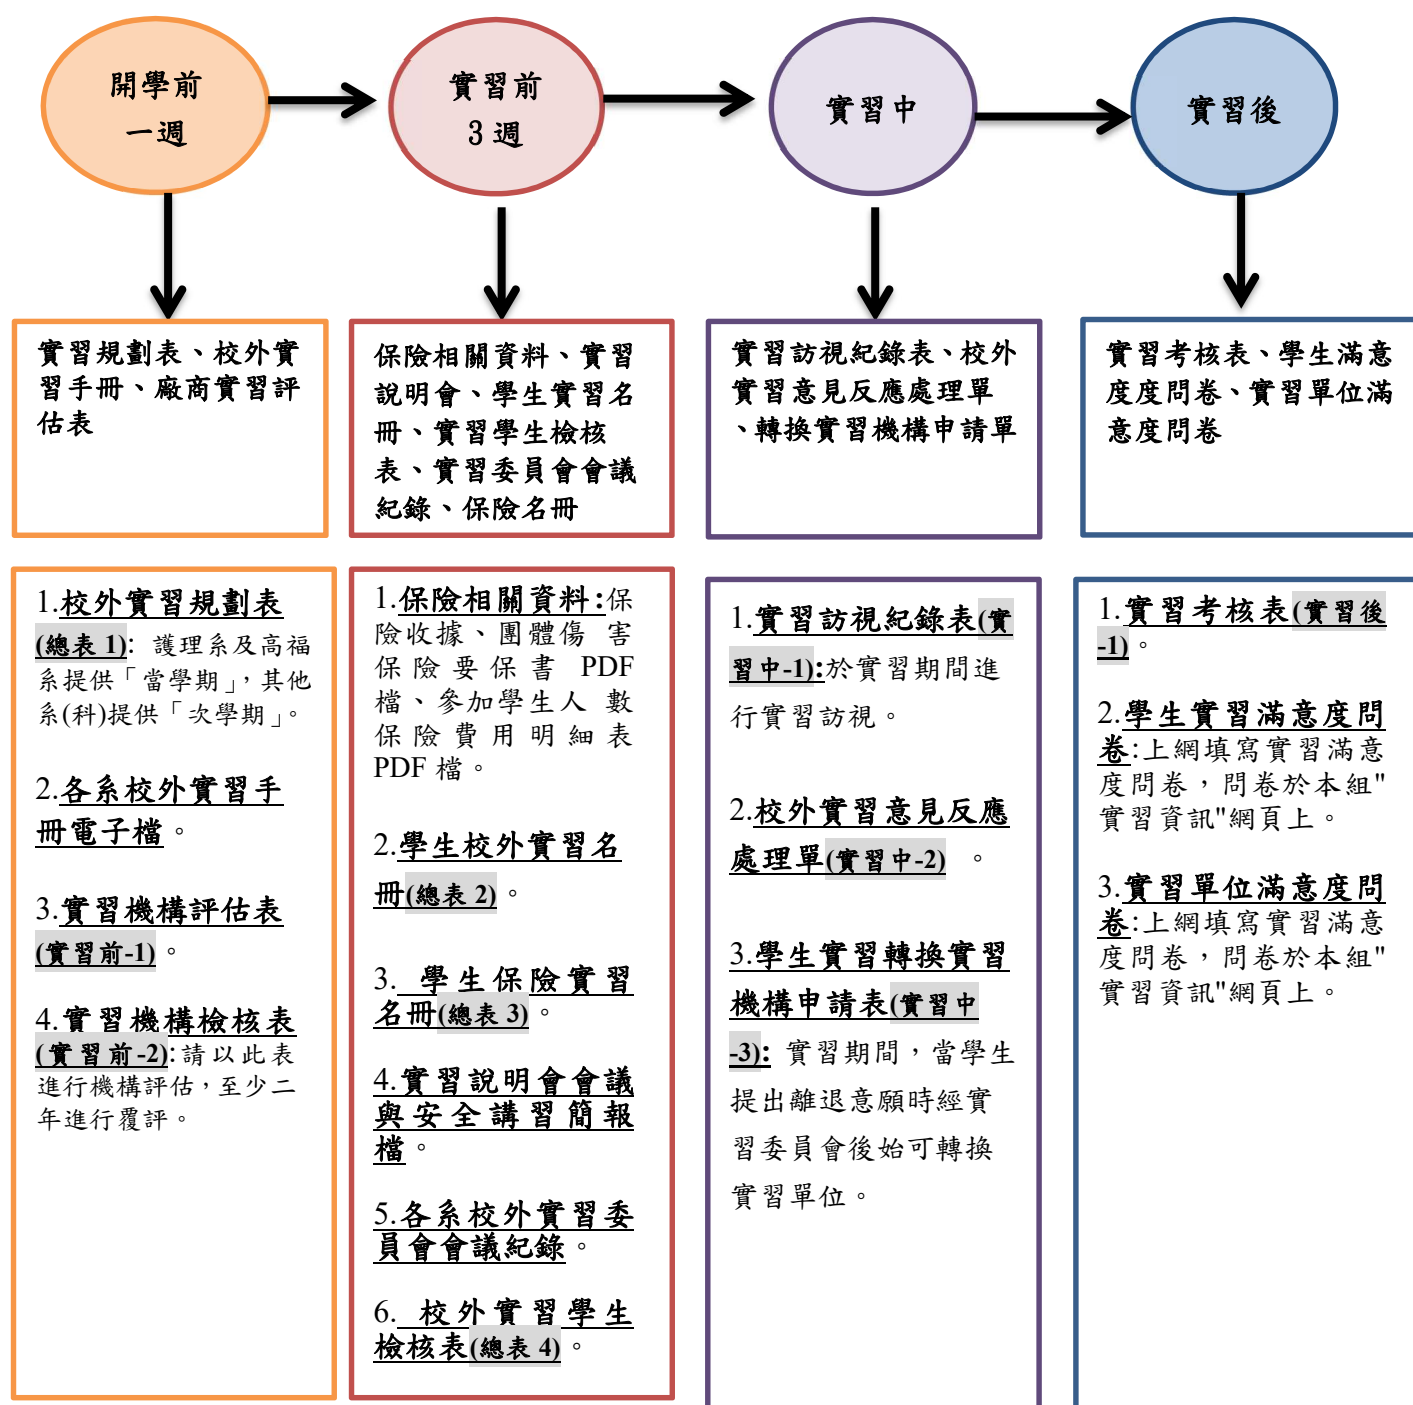 開學前
一週
實習前
3 週
實習中
實習後
實習規劃表、校外實
習手冊、廠商實習評
估表
保險相關資料、實習
說明會、學生實習名
冊、實習學生檢核
表、實習委員會會議
紀錄、保險名冊
實習訪視紀錄表、校外
實習意見反應處理單
、轉換實習機構申請單
實習考核表、學生滿意
度度問卷、實習單位滿
意度問卷
1.校外實習規劃表
(總表 1): 護理系及高福
系提供「當學期」，其他
系(科)提供「次學期」。
2.各系校外實習手
冊電子檔。
3.實習機構評估表
(實習前-1)。
4.實習機構檢核表
(實習前-2):請以此表
進行機構評估，至少二
年進行覆評。
1.保險相關資料:保
險收據、團體傷 害
保險要保書 PDF
檔、參加學生人 數
保險費用明細表
PDF 檔。
2.學生校外實習名
冊(總表 2)。
3. 學生保險實習
名冊(總表 3)。
4.實習說明會會議
與安全講習簡報
檔。
5.各系校外實習委
員會會議紀錄。
6. 校外實習學生
檢核表(總表 4)。
1.實習訪視紀錄表(實
習中-1):於實習期間進
行實習訪視。
2.校外實習意見反應
處理單(實習中-2) 。
3.學生實習轉換實習
機構申請表(實習中
-3): 實習期間，當學生
提出離退意願時經實
習委員會後始可轉換
實習單位。
1.實習考核表(實習後
-1)。
2.學生實習滿意度問
卷:上網填寫實習滿意
度問卷，問卷於本組"
實習資訊"網頁上。
3.實習單位滿意度問
卷:上網填寫實習滿意
度問卷，問卷於本組"
實習資訊"網頁上。